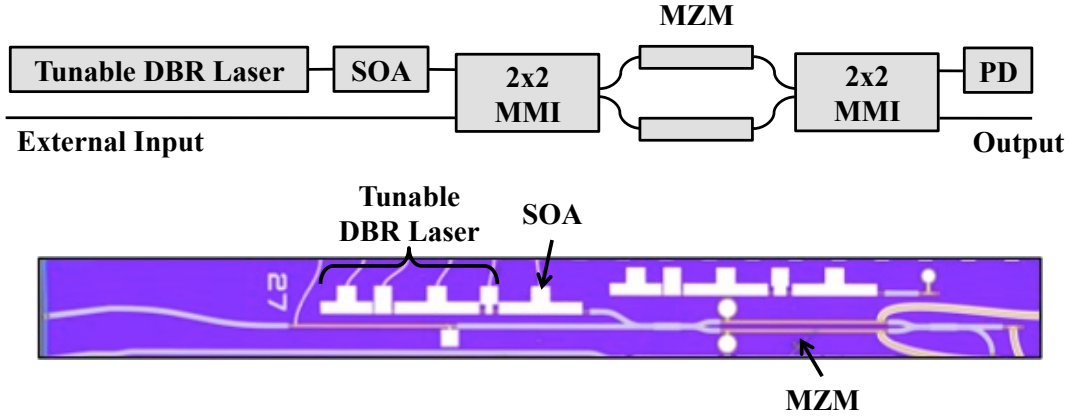 MZM
Tunable DBR Laser
SOA
2x2
MMI
2x2
MMI
PD
External Input
Output
Tunable
DBR Laser
SOA
27
MZM